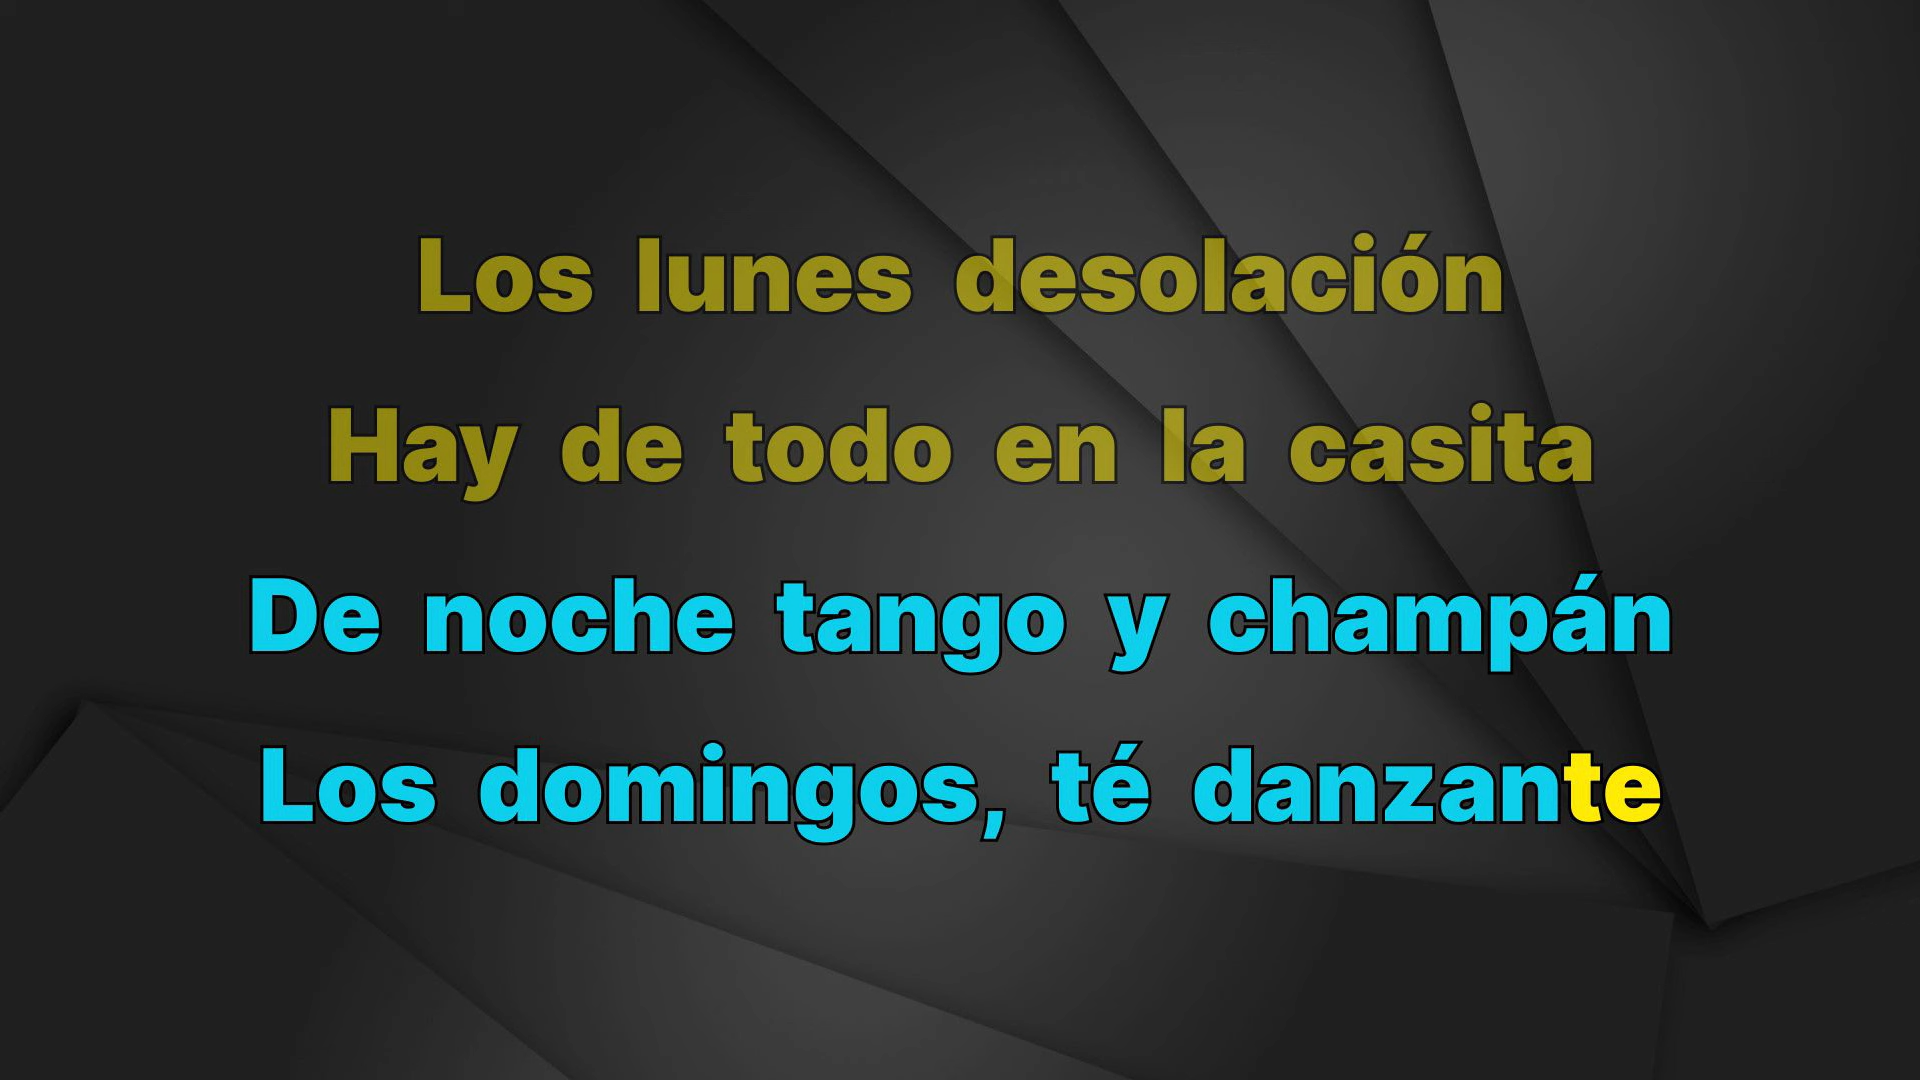 Los lunes desolación
Hay de todo en la casita
De noche tango y champán
Los domingos, té danzante